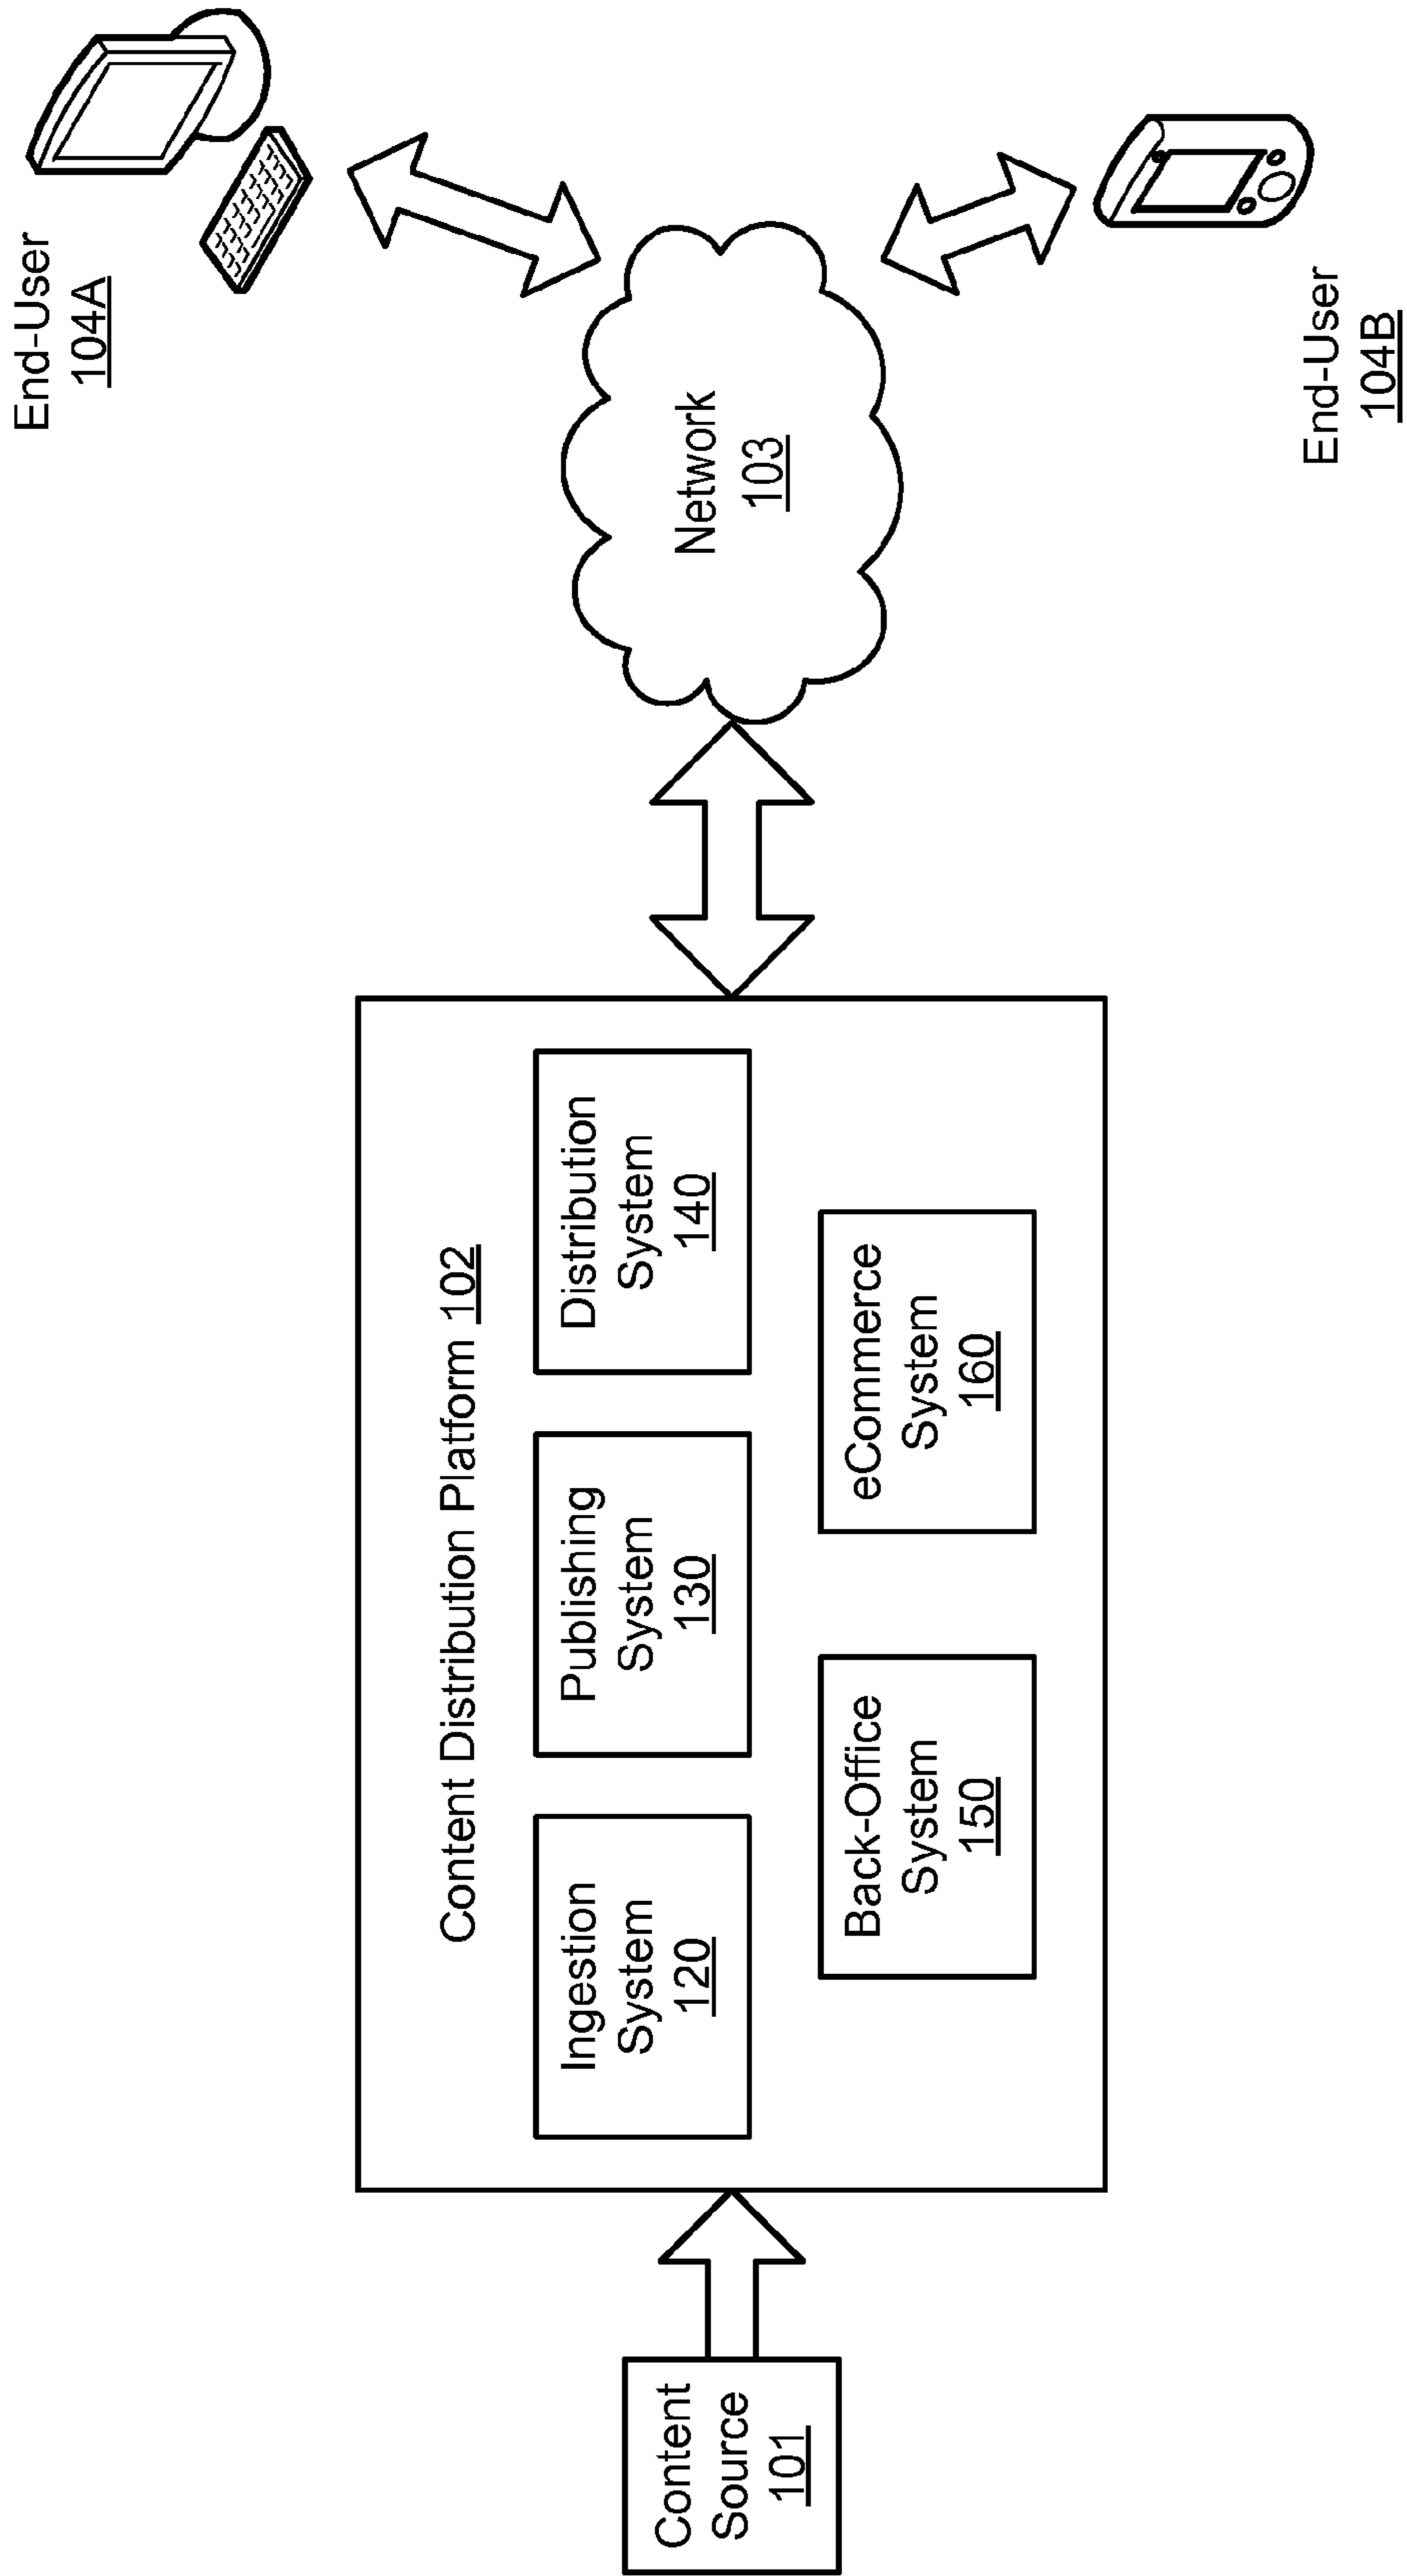 Content
Source
101
Content Distribution Platform 102
Ingestion
System
120
Publishing
System
130
Distribution
System
140
Back-Office
System
150
eCommerce
System
160
Network
103
End-User
104A
End-User
104B